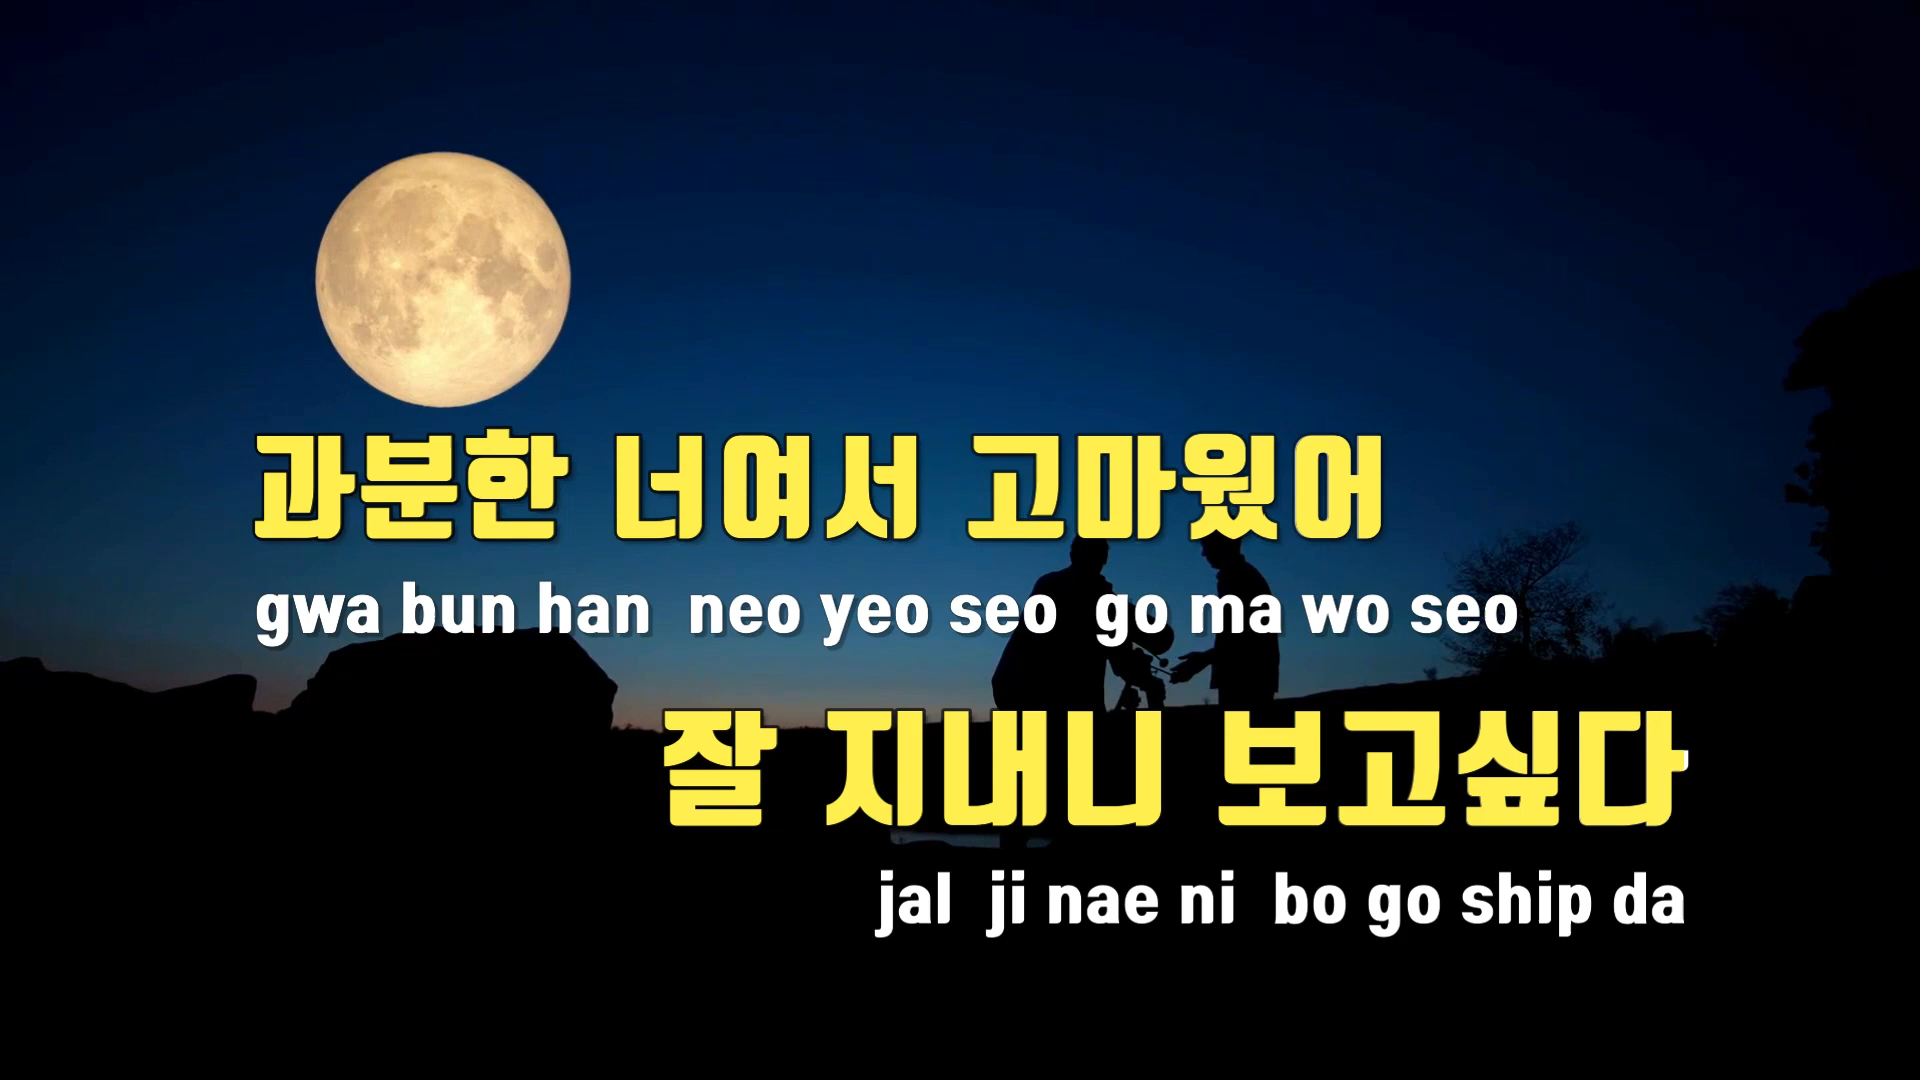 과분한 너여서 고마웠어
gwa bun han neo yeo seo go ma wo seo
잘 지내니 보고싶다
jal ji nae ni bo go ship da